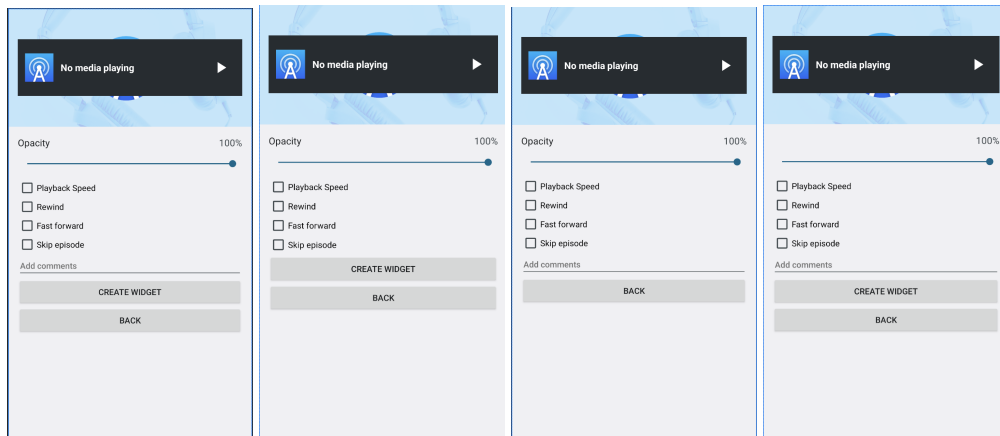 No media playing
Opacity 100%
Playback Speed
Rewind
Fast forward
Skip episode
Add comments
CREATE WIDGET
BACK
No media playing
Opacity 100%
Playback Speed
Rewind
Fast forward
Skip episode
CREATE WIDGET
BACK
No media playing
Opacity 100%
Playback Speed
Rewind
Fast forward
Skip episode
Add comments
BACK
No media playing
100%
Playback Speed
Rewind
Fast forward
Skip episode
Add comments
CREATE WIDGET
BACK